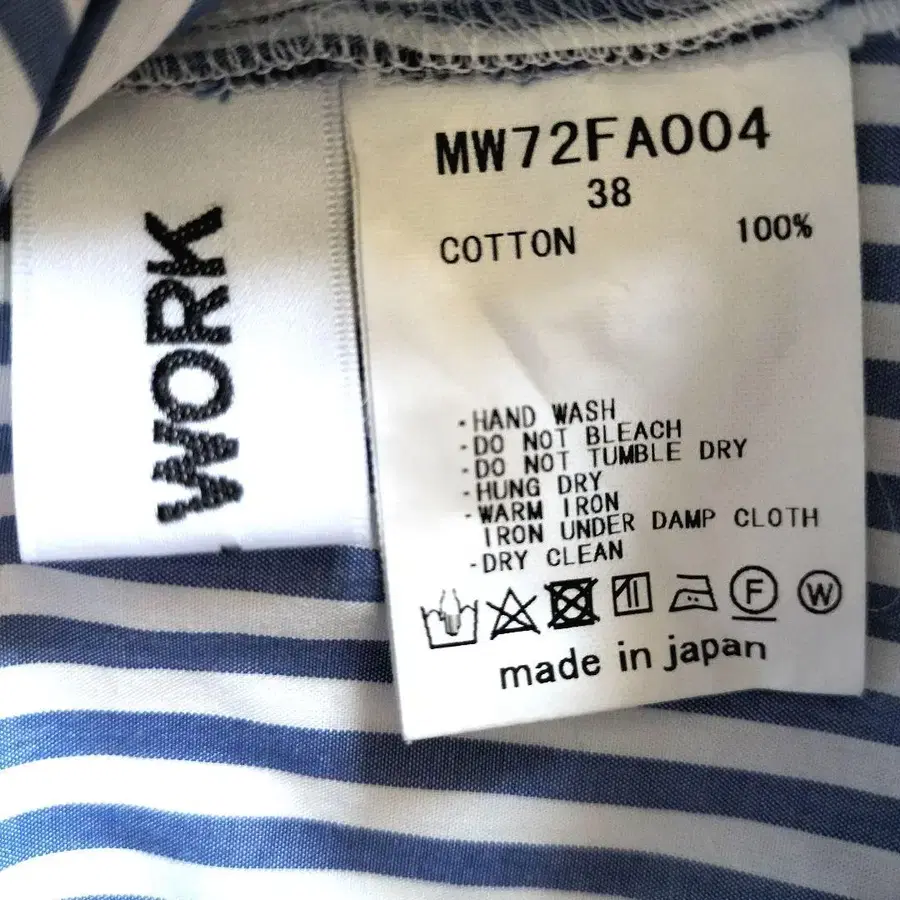 WORK
MW72FA004
38
COTTON 100%
·HAND WASH
·DO NOT BLEACH
·DO NOT TUMBLE DRY
·HUNG DRY
·WARM IRON
IRON UNDER DAMP CLOTH
·DRY CLEAN
F W
made in japan